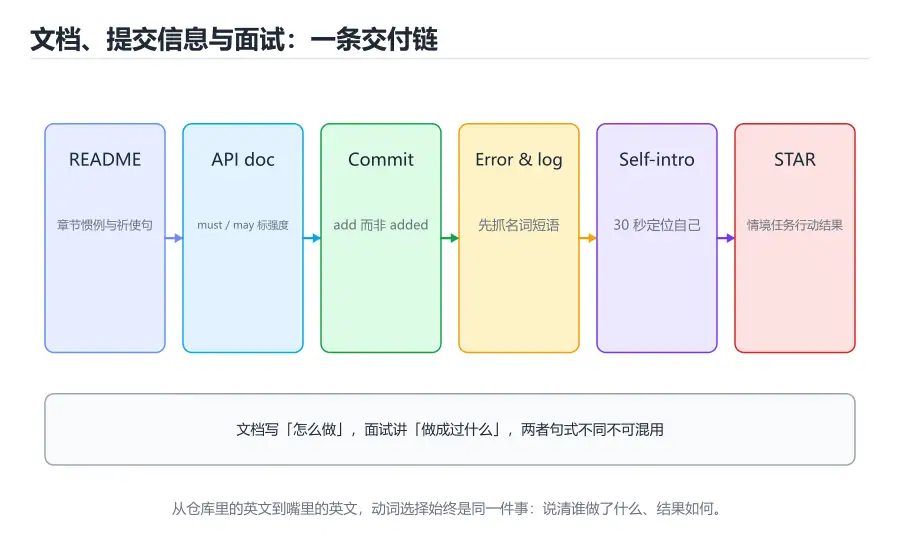 文档、提交信息与面试：一条交付链
README
章节惯例与祈使句
API doc
must / may 标强度
Commit
add 而非 added
Error & log
先抓名词短语
Self-intro
30 秒定位自己
STAR
情境任务行动结果
文档写「怎么做」，面试讲「做成过什么」，两者句式不同不可混用
从仓库里的英文到嘴里的英文，动词选择始终是同一件事：说清谁做了什么、结果如何。